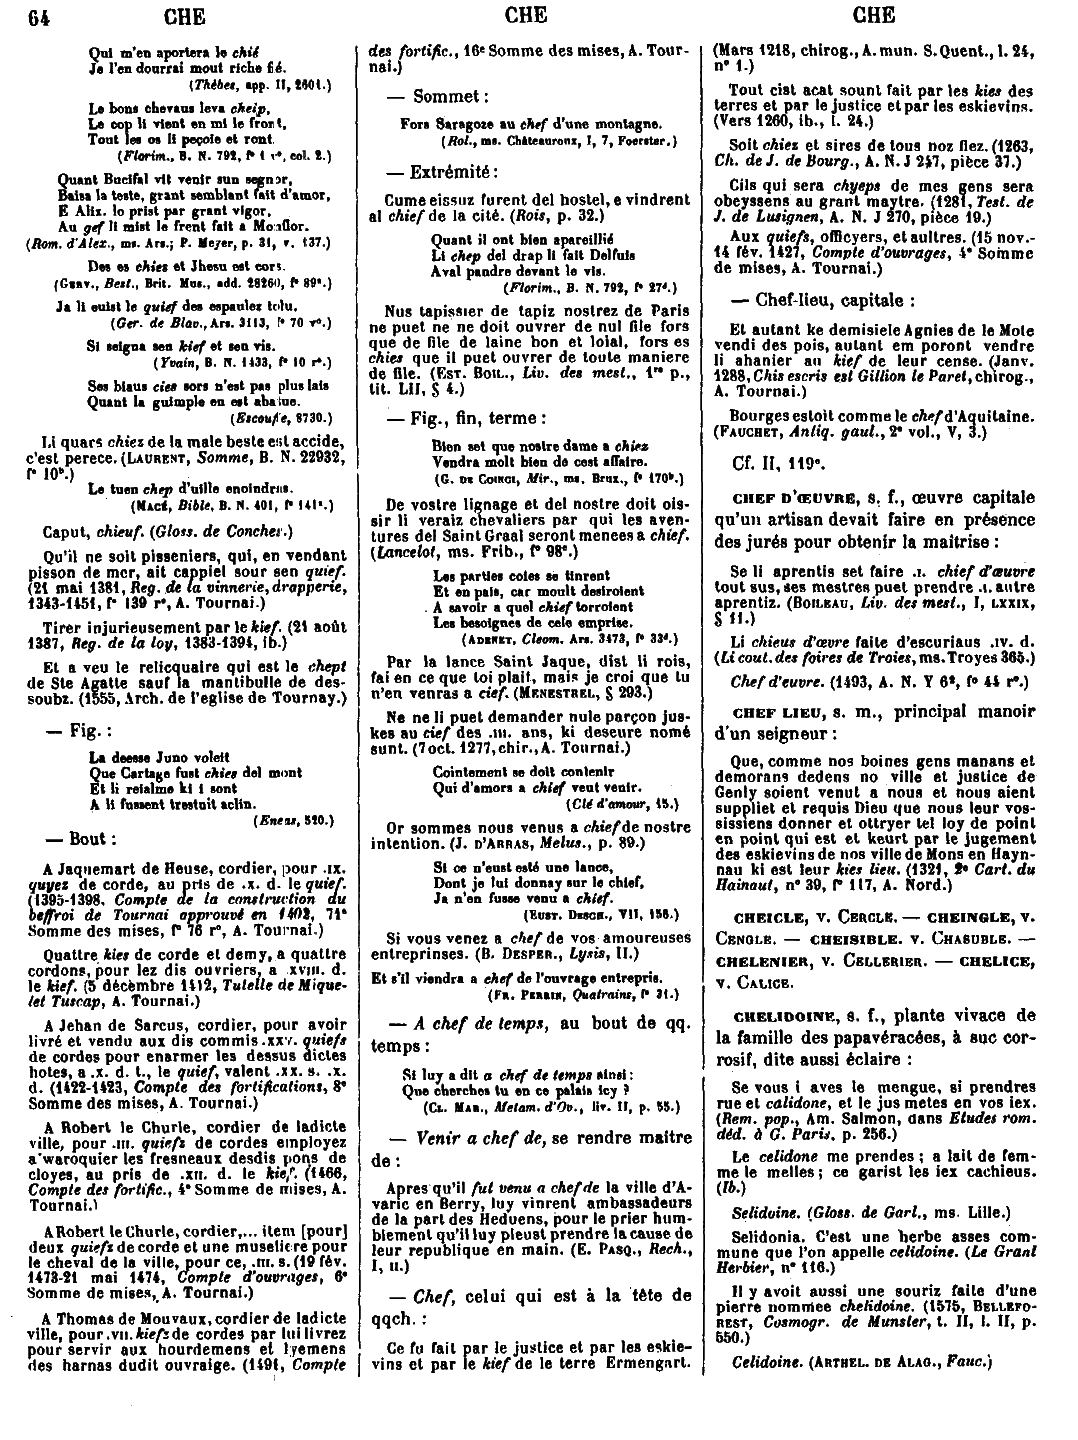 64 CHE CHE CHE
Qui m'en aportera le chié
Je l'en dourrai mout riche fié.
(Thèbes, app. II, 2601.)
Le bons chevaus leva cheip,
Le cop li vient en mi le front,
Tout les os li peçoie et ront.
(Florim., B. N. 792, f° 1 r°, col. 2.)
Quant Bucifal vit venir sun segnor,
Baisa la teste, grant semblant fait d'amor,
E Alix. lo prist par grant vigor,
Au gef li mist le frent fait a Monflor.
(Rom. d'Alex., ms. Ars.; P. Meyer, p. 31, v. 137.)
Des es chies et Jhesu est cors.
(Guav., Best., Brit. Mus., add. 28260, f° 89ª.)
Ja li euist le quief des espaules tolu.
(Ger. de Blav., Ars. 3113, f° 70 r°.)
Si seigna sen kief et sen vis.
(Yvain, B. N. 1433, f° 10 r°.)
Ses biaus cies sors n'est pas plus lais
Quant la guimple en est abatue.
(Escoufle, 8730.)
Li quars chiez de la male beste est accide,
c'est perece. (LAURENT, Somme, B. N. 22932,
f° 10ᵇ.)
Le tuen chep d'uille enoindrus.
(MACÉ, Bible, B. N. 401, f° 141ª.)
Caput, chieuf. (Gloss. de Conches.)
Qu'il ne soit pisseniers, qui, en vendant
pisson de mer, ait cappiel sour sen quief.
(21 mai 1381, Reg. de la vinnerie, drapperie,
1343-1451, f° 139 r°, A. Tournai.)
Tirer injurieusement par le kief. (21 août
1387, Reg. de la loy, 1383-1394, ib.)
Et a veu le relicquaire qui est le chept
de Ste Agatte sauf la mantibulle de des-
soubz. (1555, Arch. de l'eglise de Tournay.)
— Fig. :
La deesse Juno voleit
Que Cartage fust chies del mont
Et li reialme ki i sont
A li fussent trestuit aclin.
(Eneas, 520.)
— Bout :
A Jaquemart de Heuse, cordier, pour .ix.
quyez de corde, au pris de .x. d. le quief.
(1395-1398, Compte de la construction du
beffroi de Tournai approuvé en 1402, 71ᵉ
Somme des mises, f° 76 r°, A. Tournai.)
Quattre kies de corde et demy, a quattre
cordons, pour lez dis ouvriers, a .xviii. d.
le kief. (5 décembre 1412, Tutelle de Mique-
let Tuscap, A. Tournai.)
A Jehan de Sarcus, cordier, pour avoir
livré et vendu aux dis commis .xxv. quiefs
de cordes pour enarmer les dessus dictes
hotes, a .x. d. t., le quief, valent .xx. s. .x.
d. (1422-1423, Compte des fortifications, 8ᵉ
Somme des mises, A. Tournai.)
A Robert le Churle, cordier de ladicte
ville, pour .iii. quiefz de cordes employez
a waroquier les fresneaux desdis pons de
cloyes, au pris de .xii. d. le kief. (1466,
Compte des fortific., 4ᵉ Somme de mises, A.
Tournai.)
A Robert le Churle, cordier,... item [pour]
deux quiefz de corde et une museliere pour
le cheval de la ville, pour ce, .iii. s. (19 fév.
1473-21 mai 1474, Compte d'ouvrages, 6ᵉ
Somme de mises, A. Tournai.)
A Thomas de Mouvaux, cordier de ladicte
ville, pour .vii. kiefz de cordes par lui livrez
pour servir aux hourdemens et lyemens
des harnas dudit ouvraige. (1491, Compte
des fortific., 16ᵉ Somme des mises, A. Tour-
nai.)
— Sommet :
Fors Saragoze au chef d'une montagne.
(Rol., ms. Châteauroux, I, 7, Foerster.)
— Extrémité :
Cume eissuz furent del hostel, e vindrent
al chief de la cité. (Rois, p. 32.)
Quant il ont bien apareillié
Li chep del drap li fait Delfuis
Aval pandre devant le vis.
(Florim., B. N. 792, f° 27ᵈ.)
Nus tapissier de tapiz nostrez de Paris
ne puet ne ne doit ouvrer de nul file fors
que de file de laine bon et loial, fors es
chies que il puet ouvrer de toute maniere
de file. (EST. BOIL., Liv. des mest., 1ʳᵉ p.,
tit. LII, § 4.)
— Fig., fin, terme :
Bien set que nostre dame a chiez
Vendra molt bien de cest affaire.
(G. DE COINCI, Mir., ms. Brux., f° 170ᵇ.)
De vostre lignage et del nostre doit ois-
sir li veraiz chevaliers par qui les aven-
tures del Saint Graal seront menees a chief.
(Lancelot, ms. Frib., f° 98ª.)
Les parties coies se tinrent
Et en pais, car moult desiroient
A savoir a quel chief torroient
Les besoignes de cele emprise.
(ADENET, Cleom. Ars. 3473, f° 33ᵈ.)
Par la lance Saint Jaque, dist li rois,
fai en ce que toi plait, mais je croi que tu
n'en venras a cief. (MENESTREL, § 293.)
Ne ne li puet demander nule parçon jus-
kes au cief des .iii. ans, ki deseure nomé
sunt. (7 oct. 1277, chir., A. Tournai.)
Cointement se doit contenir
Qui d'amors a chief veut venir.
(Clé d'amour, 15.)
Or sommes nous venus a chief de nostre
intention. (J. D'ARRAS, Melus., p. 89.)
Si ce n'eust esté une lance,
Dont je lui donnay sur le chief,
Ja n'en fusse venu a chief.
(EUST. DESCH., VII, 156.)
Si vous venez a chef de vos amoureuses
entreprinses. (B. DESPER., Lysis, II.)
Et s'il viendra a chef de l'ouvrage entrepris.
(FR. PERRIN, Quatrains, f° 31.)
— A chef de temps, au bout de qq.
temps :
Si luy a dit a chef de temps ainsi :
Que cherches tu en ce palais icy ?
(CL. MAR., Metam. d'Ov., liv. II, p. 55.)
— Venir a chef de, se rendre maître
de :
Apres qu'il fut venu a chef de la ville d'A-
varic en Berry, luy vinrent ambassadeurs
de la part des Heduens, pour le prier hum-
blement qu'il luy pleust prendre la cause de
leur republique en main. (E. PASQ., Rech.,
I, II.)
— Chef, celui qui est à la tête de
qqch. :
Ce fu fait par le justice et par les eskie-
vins et par le kief de le terre Ermengart.
(Mars 1218, chirog., A. mun. S. Quent., l. 24,
n° 1.)
Tout cist acat sount fait par les kies des
terres et par le justice et par les eskievins.
(Vers 1260, ib., l. 24.)
Soit chiez et sires de tous noz fiez. (1263,
Ch. de J. de Bourg., A. N. J 247, pièce 37.)
Cils qui sera chyeps de mes gens sera
obeyssens au grant maytre. (1281, Test. de
J. de Lusignen, A. N. J 270, pièce 19.)
Aux quiefs, officyers, et aultres. (15 nov.-
14 fév. 1427, Compte d'ouvrages, 4ᵉ Somme
de mises, A. Tournai.)
— Chef-lieu, capitale :
Et autant ke demisiele Agnies de le Mote
vendi des pois, autant em poront vendre
li ahanier au kief de leur cense. (Janv.
1288, Chis escris est Gillion le Paret, chirog.,
A. Tournai.)
Bourges estoit comme le chef d'Aquitaine.
(FAUCHET, Antiq. gaul., 2ᵉ vol., V, 3.)
Cf. II, 119ᶜ.
CHEF D'ŒUVRE, s. f., œuvre capitale
qu'un artisan devait faire en présence
des jurés pour obtenir la maîtrise :
Se li aprentis set faire .i. chief d'œuvre
tout sus, ses mestres puet prendre .i. autre
aprentiz. (BOILEAU, Liv. des mest., I, LXXIX,
§ 11.)
Li chieus d'œvre faite d'escuriaus .iv. d.
(Li cout. des foires de Troies, ms. Troyes 365.)
Chef d'euvre. (1493, A. N. Y 6², f° 44 r°.)
CHEF LIEU, s. m., principal manoir
d'un seigneur :
Que, comme nos boines gens manans et
demorans dedens no ville et justice de
Genly soient venut a nous et nous aient
suppliet et requis Dieu que nous leur vos-
sissiens donner et ottryer tel loy de point
en point qui est et keurt par le jugement
des eskievins de nos ville de Mons en Hayn-
nau ki est leur kies lieu. (1321, 2ᵉ Cart. du
Hainaut, n° 39, f° 117, A. Nord.)
CHEICLE, V. CERCLE. — CHEINGLE, V.
CENGLE. — CHEISIBLE. V. CHASUBLE. —
CHELENIER, V. CELLERIER. — CHELICE,
V. CALICE.
CHELIDOINE, s. f., plante vivace de
la famille des papavéracées, à suc cor-
rosif, dite aussi éclaire :
Se vous i aves le mengue, si prendres
rue et calidone, et le jus metes en vos iex.
(Rem. pop., Am. Salmon, dans Etudes rom.
déd. à G. Paris, p. 256.)
Le celidone me prendes ; a lait de fem-
me le melles ; ce garist les iex cachieus.
(Ib.)
Selidoine. (Gloss. de Garl., ms. Lille.)
Selidonia. C'est une herbe asses com-
mune que l'on appelle celidoine. (Le Grant
Herbier, n° 116.)
Il y avoit aussi une souriz faite d'une
pierre nommee chelidoine. (1575, BELLEFO-
REST, Cosmogr. de Munster, t. II, l. II, p.
550.)
Celidoine. (ARTHEL. DE ALAG., Fauc.)